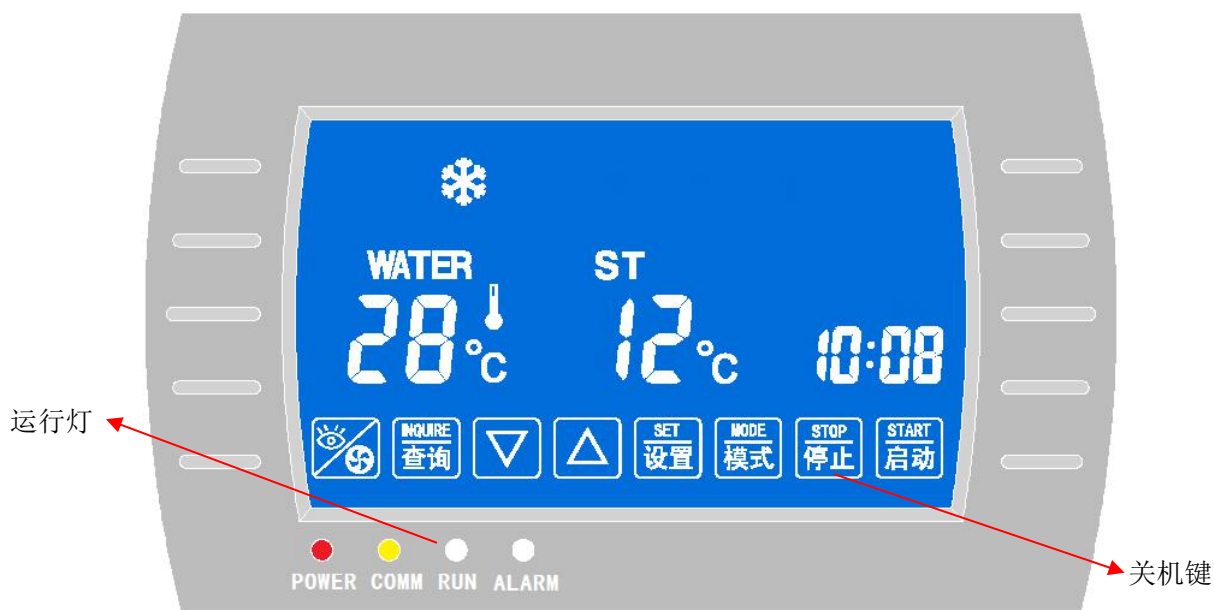 WATER ST
28℃ 12℃ 10:08
运行灯
INQUIRE SET MODE STOP START
查询 设置 模式 停止 启动
POWER COMM RUN ALARM
关机键